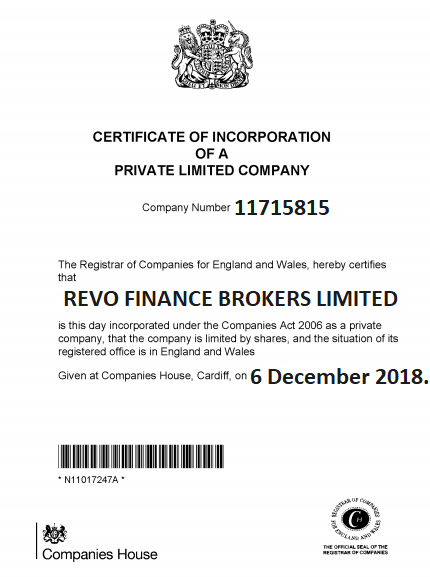 CERTIFICATE OF INCORPORATION
OF A
PRIVATE LIMITED COMPANY
Company Number 11715815
The Registrar of Companies for England and Wales, hereby certifies
that
REVO FINANCE BROKERS LIMITED
is this day incorporated under the Companies Act 2006 as a private
company, that the company is limited by shares, and the situation of its
registered office is in England and Wales
Given at Companies House, Cardiff, on 6 December 2018.
* N11017247A *
Companies House
REGISTRAR OF COMPANIES
ENGLAND AND WALES
CH
THE OFFICIAL SEAL OF THE
REGISTRAR OF COMPANIES